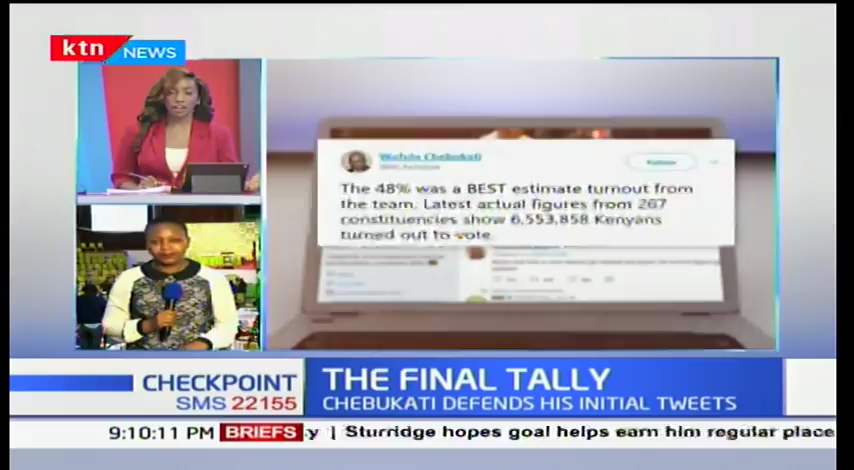 ktn NEWS
Wafula Chebukati
Follow
The 48% was a BEST estimate turnout from
the team. Latest actual figures from 267
constituencies show 6,553,858 Kenyans
turned out to vote.
CHECKPOINT
SMS 22155
THE FINAL TALLY
CHEBUKATI DEFENDS HIS INITIAL TWEETS
9:10:11 PM BRIEFS y | Sturridge hopes goal helps earn him regular place